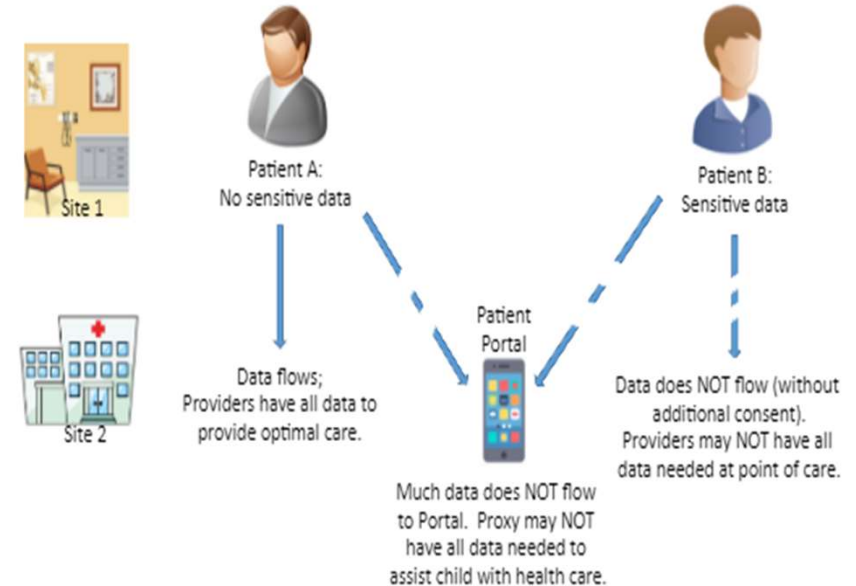 Site 1
Patient A:
No sensitive data
Patient B:
Sensitive data
Site 2
Data flows;
Providers have all data to
provide optimal care.
Patient
Portal
Much data does NOT flow
to Portal. Proxy may NOT
have all data needed to
assist child with health care.
Data does NOT flow (without
additional consent).
Providers may NOT have all
data needed at point of care.